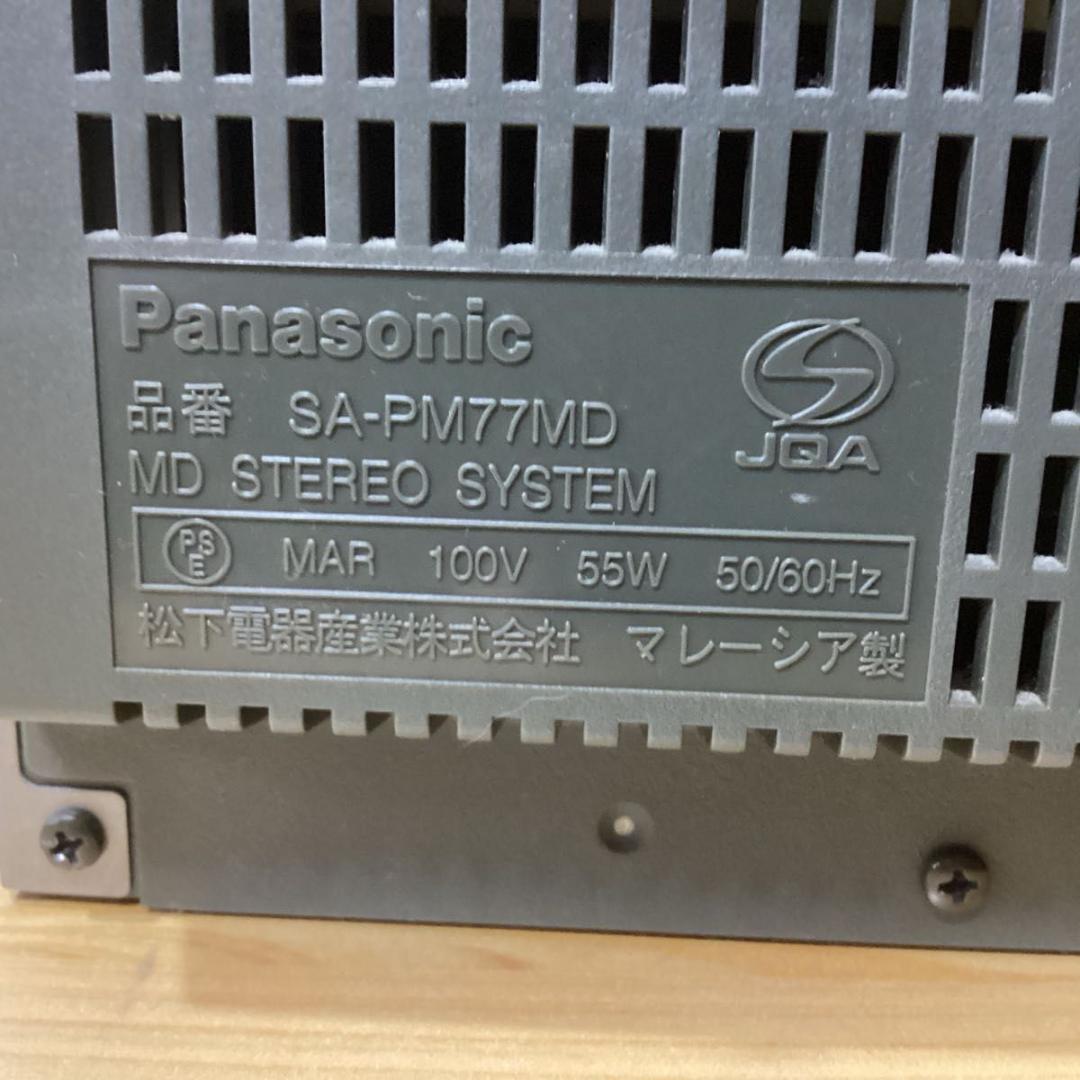 Panasonic
品番 SA-PM77MD
JQA
MD STEREO SYSTEM
PSE MAR 100V 55W 50/60Hz
松下電器産業株式会社 マレーシア製